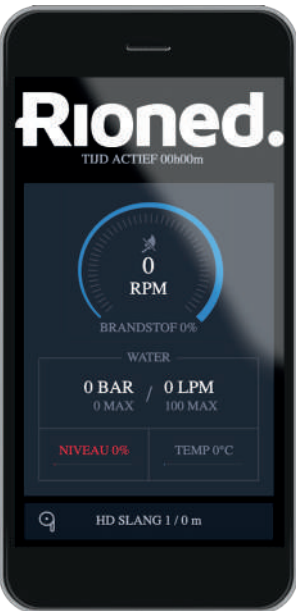 Rioned.
TIJD ACTIEF 00h00m
0
RPM
BRANDSTOF 0%
WATER
0 BAR / 0 LPM
0 MAX 100 MAX
NIVEAU 0% TEMP 0°C
HD SLANG 1 / 0 m